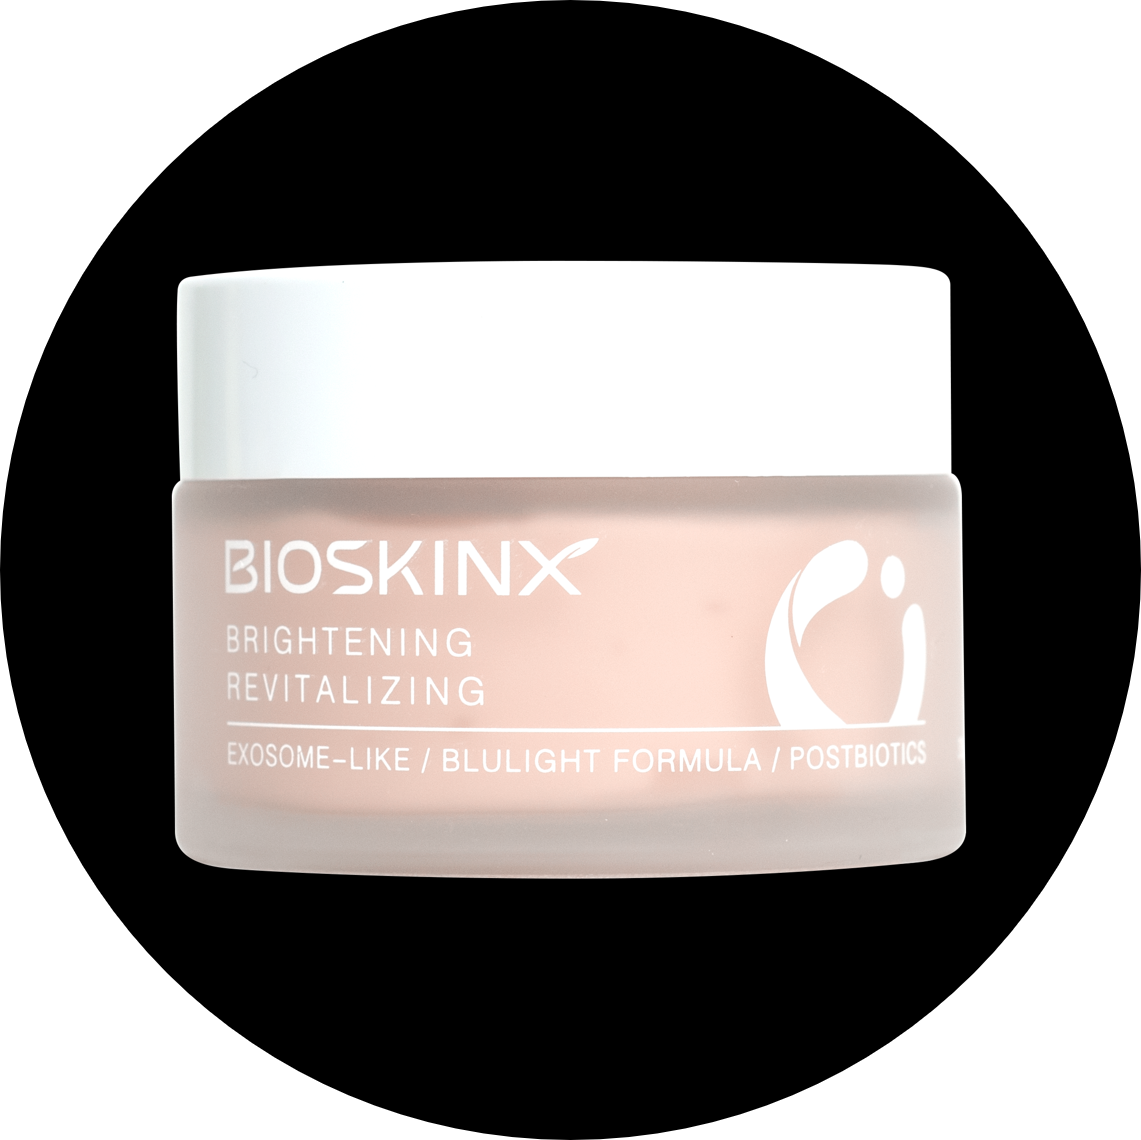 BIOSKINX
BRIGHTENING
REVITALIZING
EXOSOME-LIKE / BLULIGHT FORMULA / POSTBIOTICS